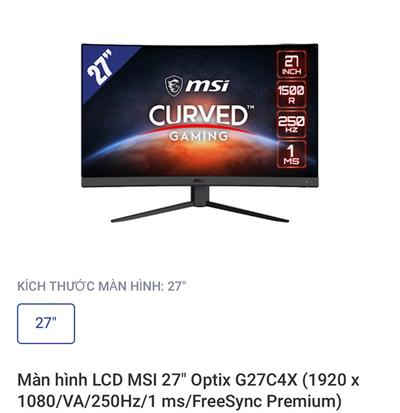 27"
msi
CURVED™
GAMING
27
INCH
1500
R
250
HZ
1
MS
msi
KÍCH THƯỚC MÀN HÌNH: 27"
27"
Màn hình LCD MSI 27" Optix G27C4X (1920 x
1080/VA/250Hz/1 ms/FreeSync Premium)